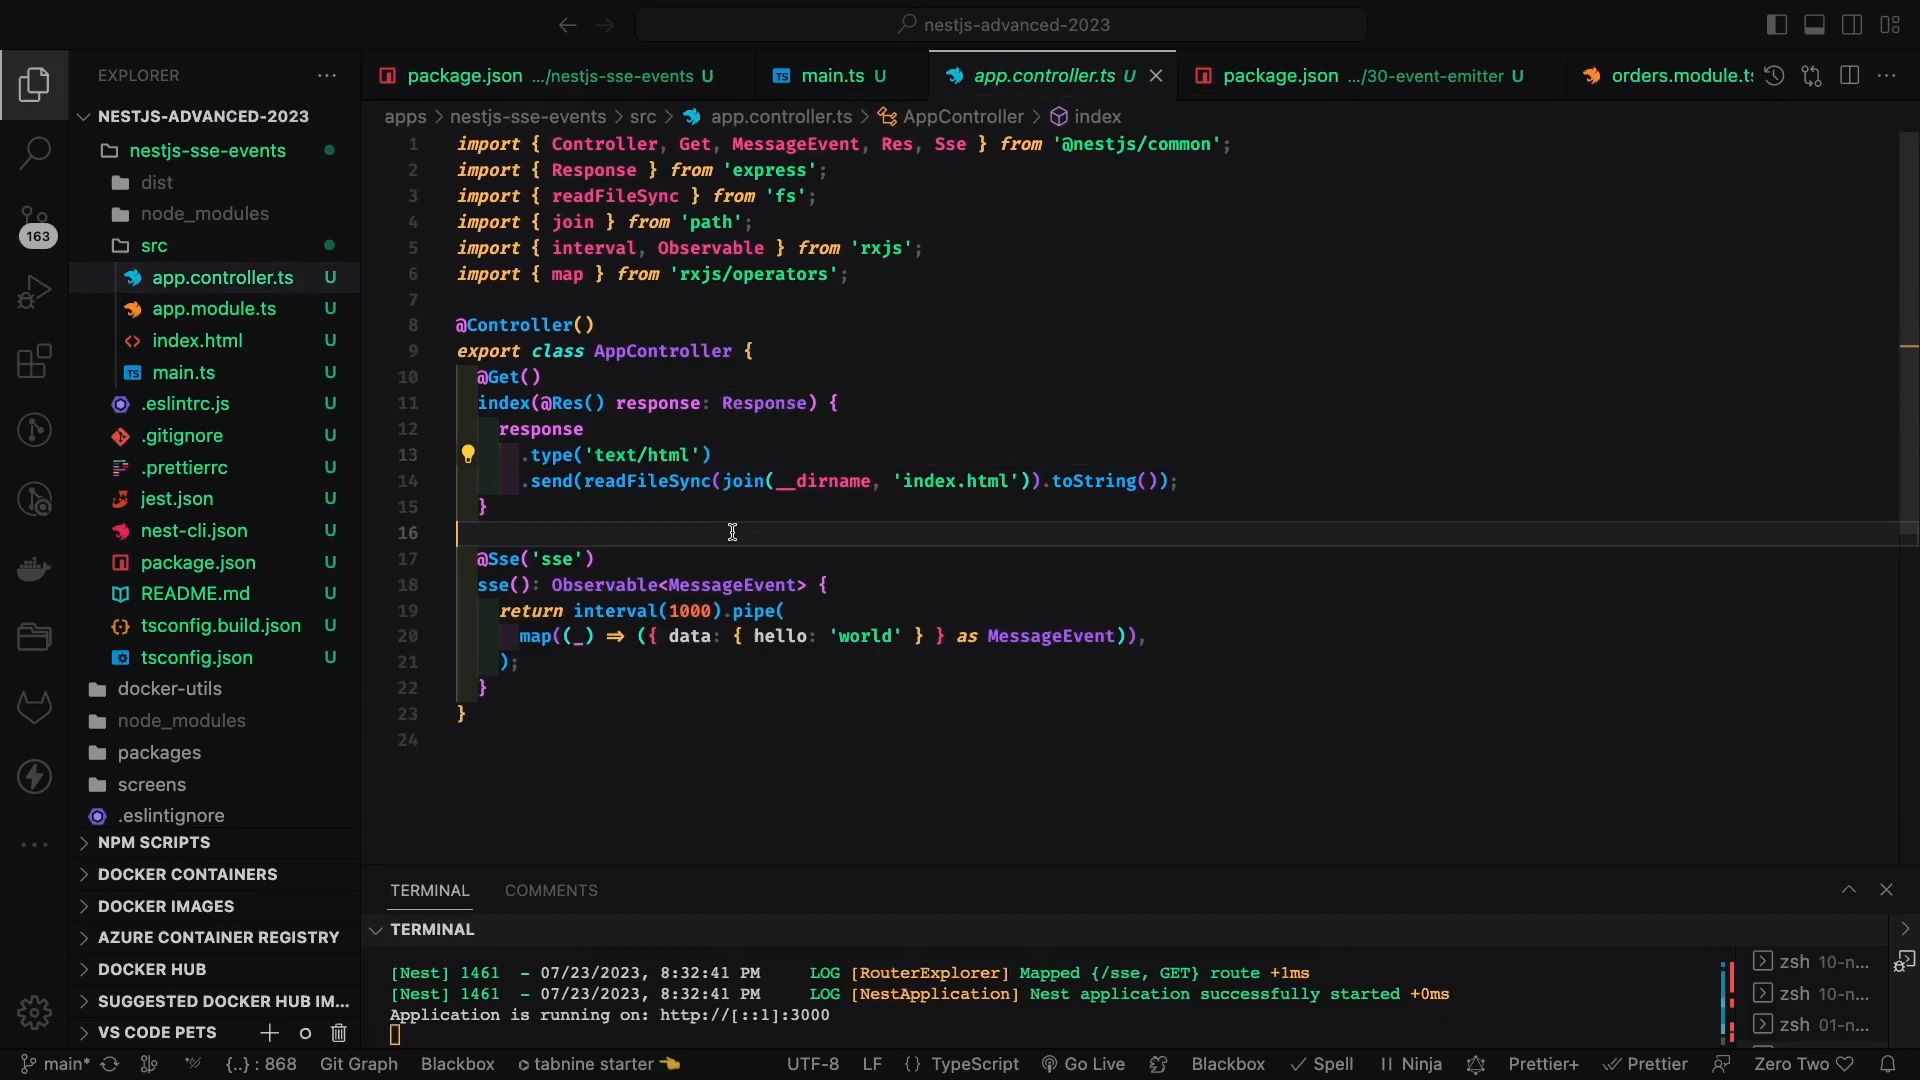 nestjs-advanced-2023
EXPLORER
NESTJS-ADVANCED-2023
nestjs-sse-events
dist
node_modules
src
app.controller.ts U
app.module.ts U
index.html U
main.ts U
.eslintrc.js U
.gitignore U
.prettierrc U
jest.json U
nest-cli.json U
package.json U
README.md U
tsconfig.build.json U
tsconfig.json U
docker-utils
node_modules
packages
screens
.eslintignore
NPM SCRIPTS
DOCKER CONTAINERS
DOCKER IMAGES
AZURE CONTAINER REGISTRY
DOCKER HUB
SUGGESTED DOCKER HUB IM...
VS CODE PETS
163
package.json .../nestjs-sse-events U
main.ts U
app.controller.ts U
package.json .../30-event-emitter U
orders.module.ts
apps > nestjs-sse-events > src > app.controller.ts > AppController > index
1 import { Controller, Get, MessageEvent, Res, Sse } from '@nestjs/common';
2 import { Response } from 'express';
3 import { readFileSync } from 'fs';
4 import { join } from 'path';
5 import { interval, Observable } from 'rxjs';
6 import { map } from 'rxjs/operators';
7
8 @Controller()
9 export class AppController {
10 @Get()
11 index(@Res() response: Response) {
12 response
13 .type('text/html')
14 .send(readFileSync(join(__dirname, 'index.html')).toString());
15 }
16
17 @Sse('sse')
18 sse(): Observable<MessageEvent> {
19 return interval(1000).pipe(
20 map((_) => ({ data: { hello: 'world' } } as MessageEvent)),
21 );
22 }
23 }
24
TERMINAL COMMENTS
TERMINAL
[Nest] 1461 - 07/23/2023, 8:32:41 PM LOG [RouterExplorer] Mapped {/sse, GET} route +1ms
[Nest] 1461 - 07/23/2023, 8:32:41 PM LOG [NestApplication] Nest application successfully started +0ms
Application is running on: http://[::1]:3000
zsh 10-n...
zsh 10-n...
zsh 01-n...
main* {..} : 868 Git Graph Blackbox tabnine starter UTF-8 LF {} TypeScript Go Live Blackbox Spell Ninja Prettier+ Prettier Zero Two